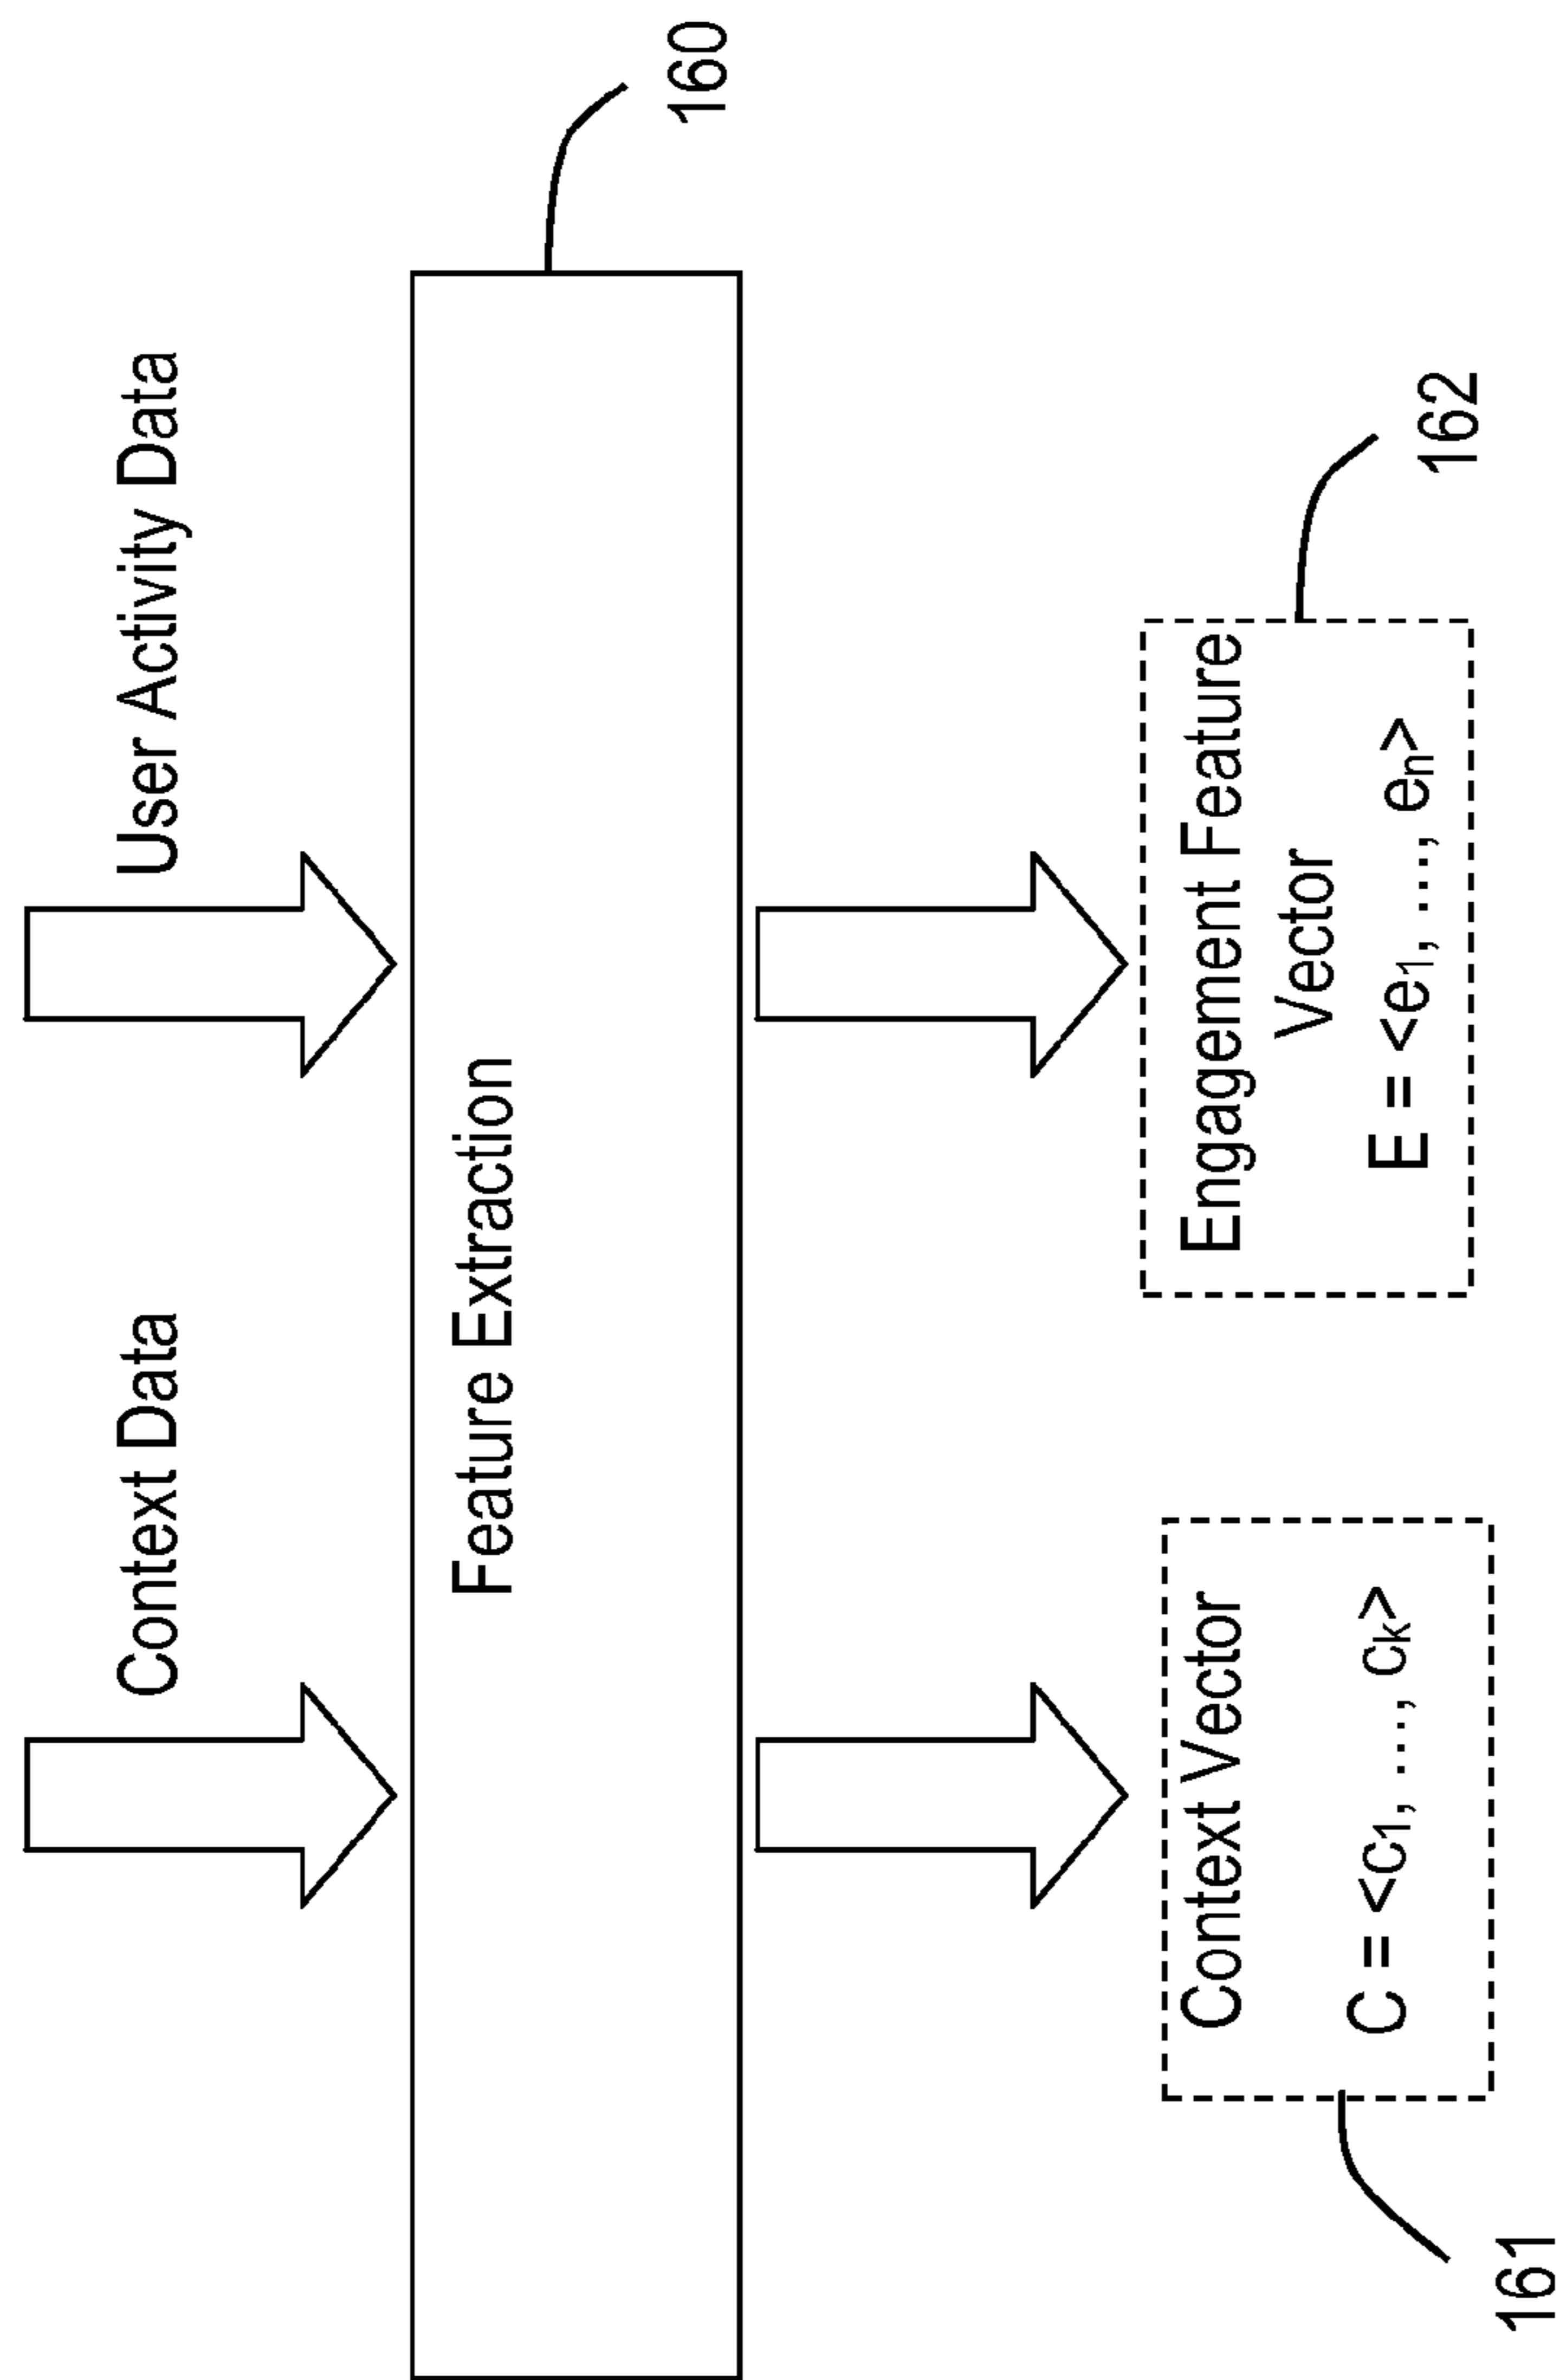 Context Data
User Activity Data
Feature Extraction
160
Context Vector
C = <c₁, ..., cₖ>
161
Engagement Feature
Vector
E = <e₁, ..., eₙ>
162